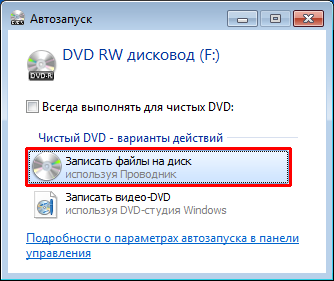 Автозапуск
DVD RW дисковод (F:)
DVD-R
Всегда выполнять для чистых DVD:
Чистый DVD - варианты действий
Записать файлы на диск
используя Проводник
Записать видео-DVD
используя DVD-студия Windows
Подробности о параметрах автозапуска в панели
управления